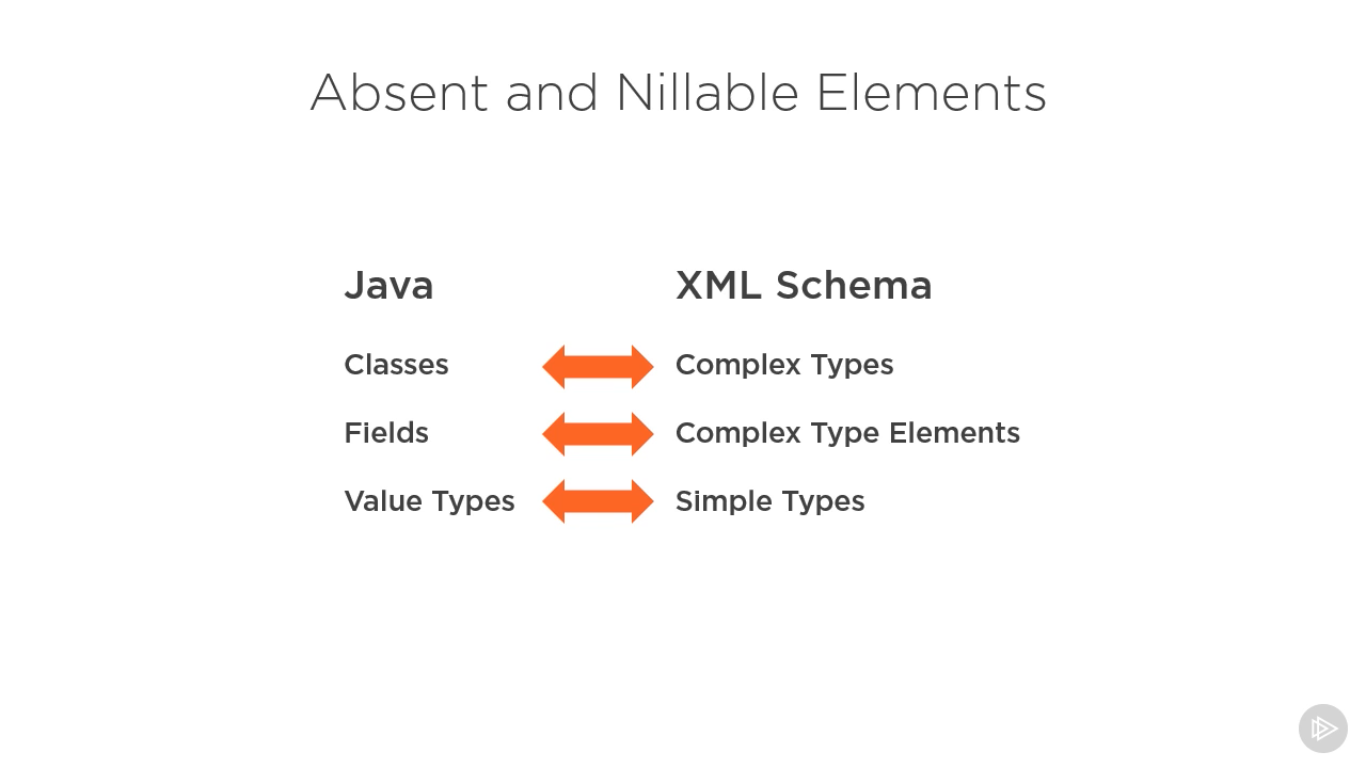 Absent and Nillable Elements
Java XML Schema
Classes Complex Types
Fields Complex Type Elements
Value Types Simple Types